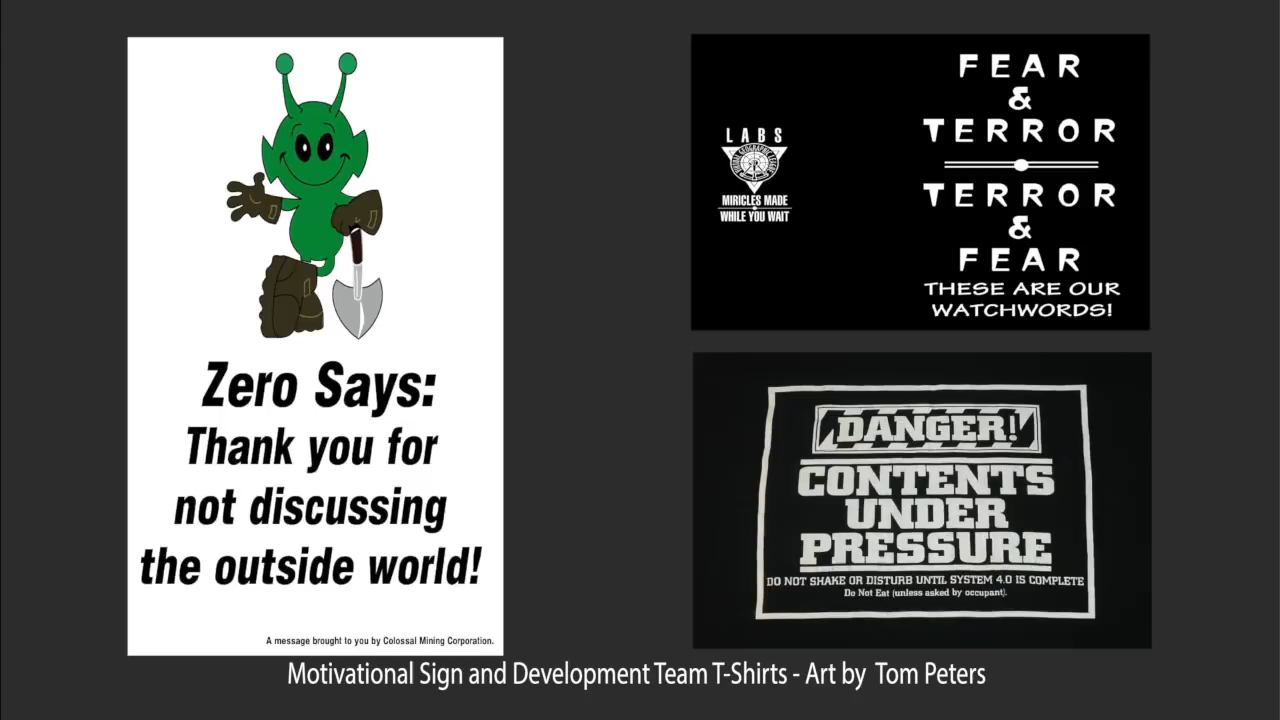 Zero Says:
Thank you for
not discussing
the outside world!
A message brought to you by Colossal Mining Corporation.
LABS
MIRICLES MADE
WHILE YOU WAIT
FEAR
&
TERROR
TERROR
&
FEAR
THESE ARE OUR
WATCHWORDS!
DANGER!
CONTENTS
UNDER
PRESSURE
DO NOT SHAKE OR DISTURB UNTIL SYSTEM 4.0 IS COMPLETE
Do Not Eat (unless asked by occupant).
Motivational Sign and Development Team T-Shirts - Art by Tom Peters